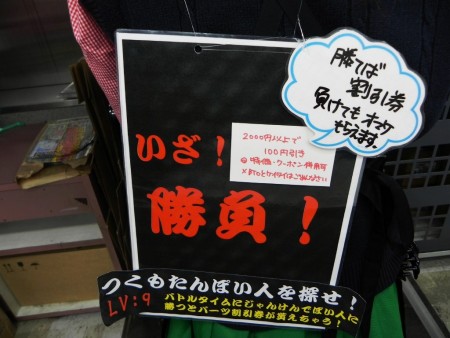 勝てば
割引券
負けても オケ
もらえます。
いざ！
2000円以上で
100円引き
勝負！
つくもたんぽい人を探せ！
LV:9
バトルタイムにじゃんけんでぽい人に
勝つとパーツ割引券が貰えちゃう！